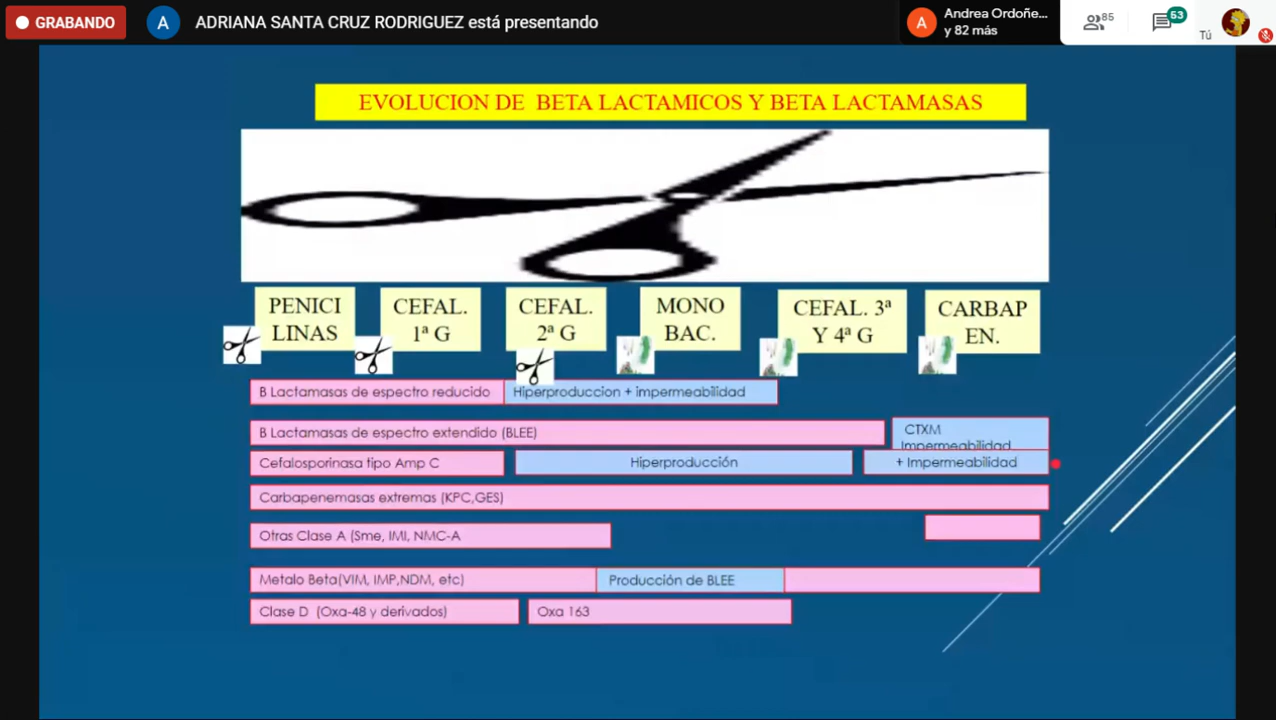 GRABANDO
A
ADRIANA SANTA CRUZ RODRIGUEZ está presentando
A
Andrea Ordoñe...
y 82 más
85
53
Tú
EVOLUCION DE BETA LACTAMICOS Y BETA LACTAMASAS
PENICI
LINAS
CEFAL.
1ª G
CEFAL.
2ª G
MONO
BAC.
CEFAL. 3ª
Y 4ª G
CARBAP
EN.
B Lactamasas de espectro reducido
Hiperproduccion + impermeabilidad
B Lactamasas de espectro extendido (BLEE)
CTXM
Impermeabilidad
Cefalosporinasa tipo Amp C
Hiperproducción
+ Impermeabilidad
Carbapenemasas extremas (KPC,GES)
Otras Clase A (Sme, IMI, NMC-A
Metalo Beta(VIM, IMP,NDM, etc)
Producción de BLEE
Clase D (Oxa-48 y derivados)
Oxa 163